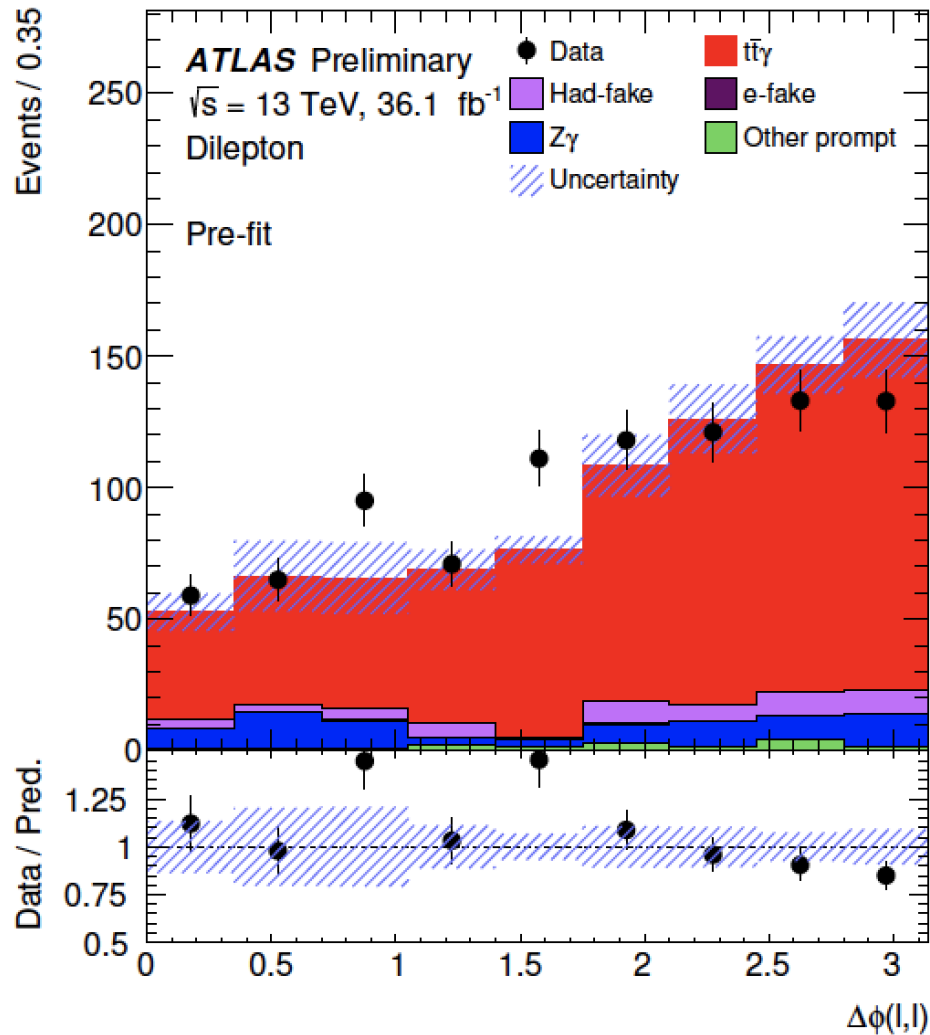 Events / 0.35
ATLAS Preliminary
√s = 13 TeV, 36.1 fb⁻¹
Dilepton
Pre-fit
Data
tt̄γ
Had-fake
e-fake
Zγ
Other prompt
Uncertainty
250
200
150
100
50
0
Data / Pred.
1.25
1
0.75
0.5
0 0.5 1 1.5 2 2.5 3
Δϕ(l,l)